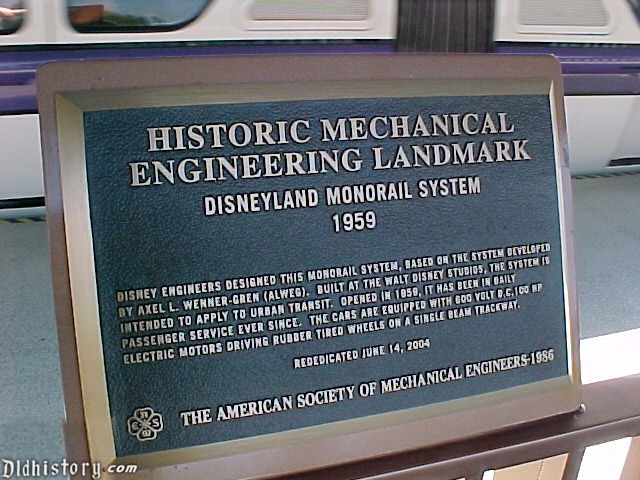 HISTORIC MECHANICAL
ENGINEERING LANDMARK
DISNEYLAND MONORAIL SYSTEM
1959
DISNEY ENGINEERS DESIGNED THIS MONORAIL SYSTEM, BASED ON THE SYSTEM DEVELOPED
BY AXEL L. WENNER-GREN (ALWEG). BUILT AT THE WALT DISNEY STUDIOS, THE SYSTEM IS
INTENDED TO APPLY TO URBAN TRANSIT. OPENED IN 1959, IT HAS BEEN IN DAILY
PASSENGER SERVICE EVER SINCE. THE CARS ARE EQUIPPED WITH 600 VOLT D.C. 100 HP
ELECTRIC MOTORS DRIVING RUBBER TIRED WHEELS ON A SINGLE BEAM TRACKWAY.
REDEDICATED JUNE 14, 2004
THE AMERICAN SOCIETY OF MECHANICAL ENGINEERS-1986
Dldhistory.com